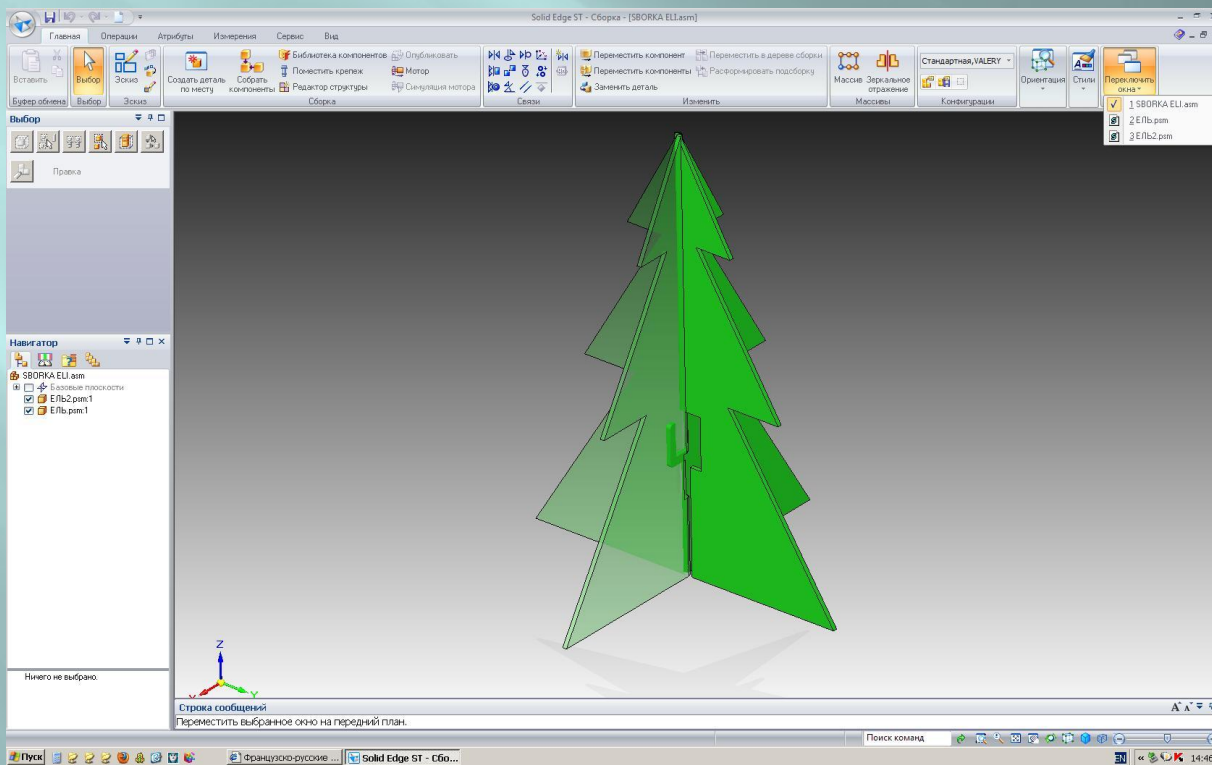 Solid Edge ST - Сборка - [SBORKA ELI.asm]
Главная Операции Атрибуты Измерения Сервис Вид
Вставить
Буфер обмена
Выбор
Выбор
Эскиз
Эскиз
Создать деталь по месту
Собрать компоненты
Библиотека компонентов
Поместить крепеж
Редактор структуры
Опубликовать
Мотор
Симуляция мотора
Сборка
Связи
Переместить компонент
Переместить компоненты
Заменить деталь
Переместить в дереве сборки
Расформировать подсборку
Изменить
Массив
Зеркальное отражение
Массивы
Стандартная,VALERY
Конфигурации
Ориентация
Стили
Переключить окна
1 SBORKA ELI.asm
2 ЕЛЬ.psm
3 ЕЛЬ2.psm
Выбор
Правка
Навигатор
SBORKA ELI.asm
Базовые плоскости
ЕЛЬ2.psm:1
ЕЛЬ.psm:1
Ничего не выбрано.
Z
Y
Строка сообщений
Переместить выбранное окно на передний план.
Поиск команд
Пуск
Французско-русские ...
Solid Edge ST - Сбо...
EN
14:46